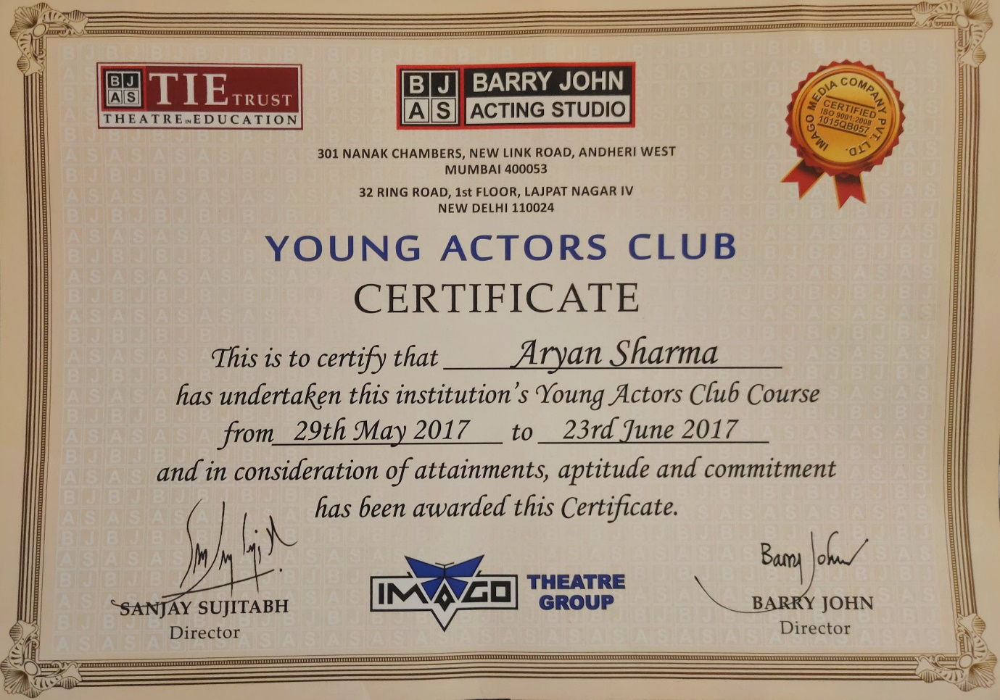 BJ AS TIE TRUST
THEATRE IN EDUCATION
BJ AS BARRY JOHN
ACTING STUDIO
IMAGO MEDIA COMPANY PVT. LTD.
CERTIFIED
ISO 9001:2008
1015QB057
301 NANAK CHAMBERS, NEW LINK ROAD, ANDHERI WEST
MUMBAI 400053
32 RING ROAD, 1st FLOOR, LAJPAT NAGAR IV
NEW DELHI 110024
YOUNG ACTORS CLUB
CERTIFICATE
This is to certify that Aryan Sharma
has undertaken this institution's Young Actors Club Course
from 29th May 2017 to 23rd June 2017
and in consideration of attainments, aptitude and commitment
has been awarded this Certificate.
SANJAY SUJITABH
Director
IMAGO THEATRE
GROUP
Barry John
BARRY JOHN
Director